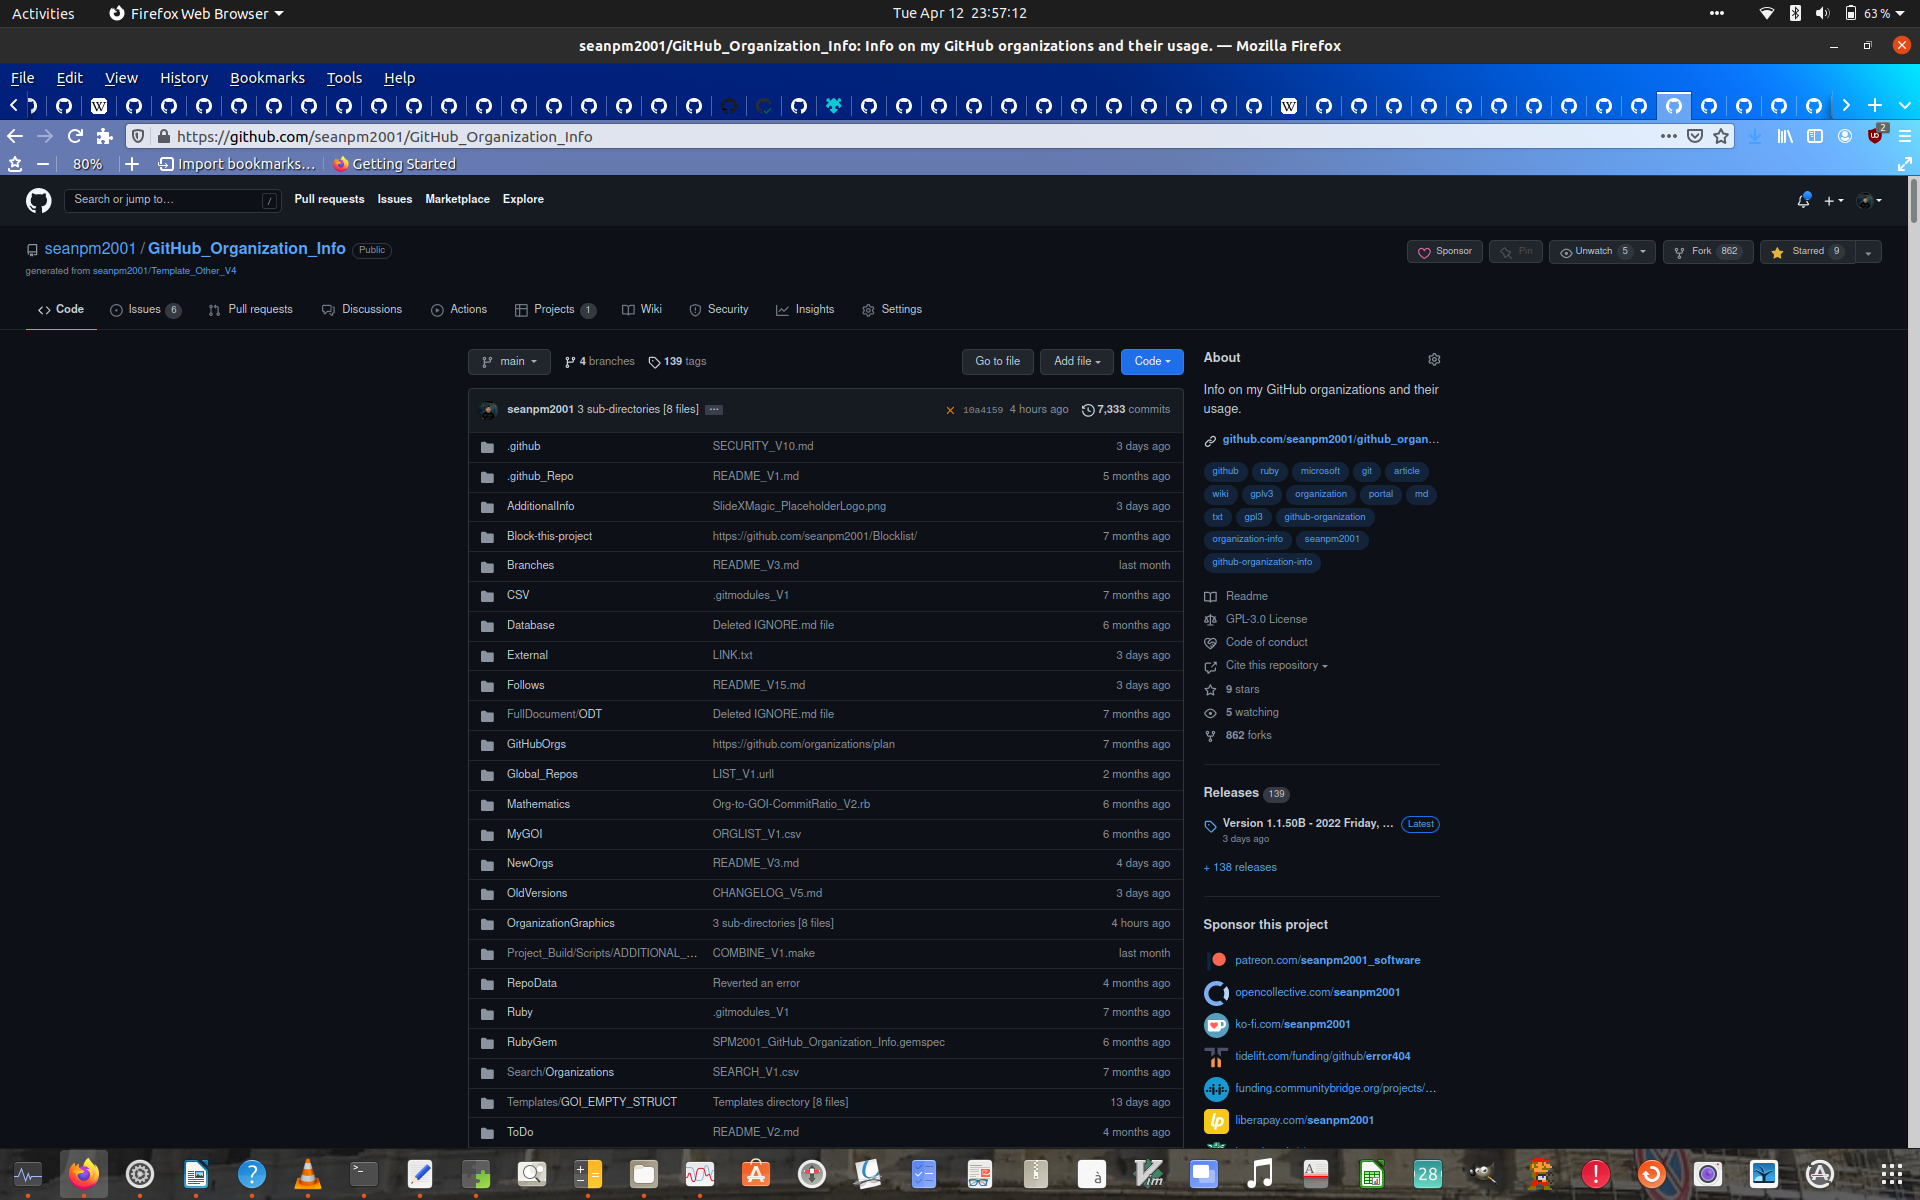 Activities Firefox Web Browser Tue Apr 12 23:57:12 63 %
seanpm2001/GitHub_Organization_Info: Info on my GitHub organizations and their usage. — Mozilla Firefox
File Edit View History Bookmarks Tools Help
https://github.com/seanpm2001/GitHub_Organization_Info 2
80% Import bookmarks... Getting Started
Search or jump to... / Pull requests Issues Marketplace Explore
seanpm2001 / GitHub_Organization_Info Public Sponsor Pin Unwatch 5 Fork 862 Starred 9
generated from seanpm2001/Template_Other_V4
Code Issues 6 Pull requests Discussions Actions Projects 1 Wiki Security Insights Settings
main 4 branches 139 tags Go to file Add file Code
seanpm2001 3 sub-directories [8 files] ... 10a4159 4 hours ago 7,333 commits
.github SECURITY_V10.md 3 days ago
.github_Repo README_V1.md 5 months ago
AdditionalInfo SlideXMagic_PlaceholderLogo.png 3 days ago
Block-this-project https://github.com/seanpm2001/Blocklist/ 7 months ago
Branches README_V3.md last month
CSV .gitmodules_V1 7 months ago
Database Deleted IGNORE.md file 6 months ago
External LINK.txt 3 days ago
Follows README_V15.md 3 days ago
FullDocument/ODT Deleted IGNORE.md file 7 months ago
GitHubOrgs https://github.com/organizations/plan 7 months ago
Global_Repos LIST_V1.urll 2 months ago
Mathematics Org-to-GOI-CommitRatio_V2.rb 6 months ago
MyGOI ORGLIST_V1.csv 6 months ago
NewOrgs README_V3.md 4 days ago
OldVersions CHANGELOG_V5.md 3 days ago
OrganizationGraphics 3 sub-directories [8 files] 4 hours ago
Project_Build/Scripts/ADDITIONAL_... COMBINE_V1.make last month
RepoData Reverted an error 4 months ago
Ruby .gitmodules_V1 7 months ago
RubyGem SPM2001_GitHub_Organization_Info.gemspec 6 months ago
Search/Organizations SEARCH_V1.csv 7 months ago
Templates/GOI_EMPTY_STRUCT Templates directory [8 files] 13 days ago
ToDo README_V2.md 4 months ago
About
Info on my GitHub organizations and their
usage.
github.com/seanpm2001/github_organ...
github ruby microsoft git article
wiki gplv3 organization portal md
txt gpl3 github-organization
organization-info seanpm2001
github-organization-info
Readme
GPL-3.0 License
Code of conduct
Cite this repository
9 stars
5 watching
862 forks
Releases 139
Version 1.1.50B - 2022 Friday, ... Latest
3 days ago
+ 138 releases
Sponsor this project
patreon.com/seanpm2001_software
opencollective.com/seanpm2001
ko-fi.com/seanpm2001
tidelift.com/funding/github/error404
funding.communitybridge.org/projects/...
liberapay.com/seanpm2001
28